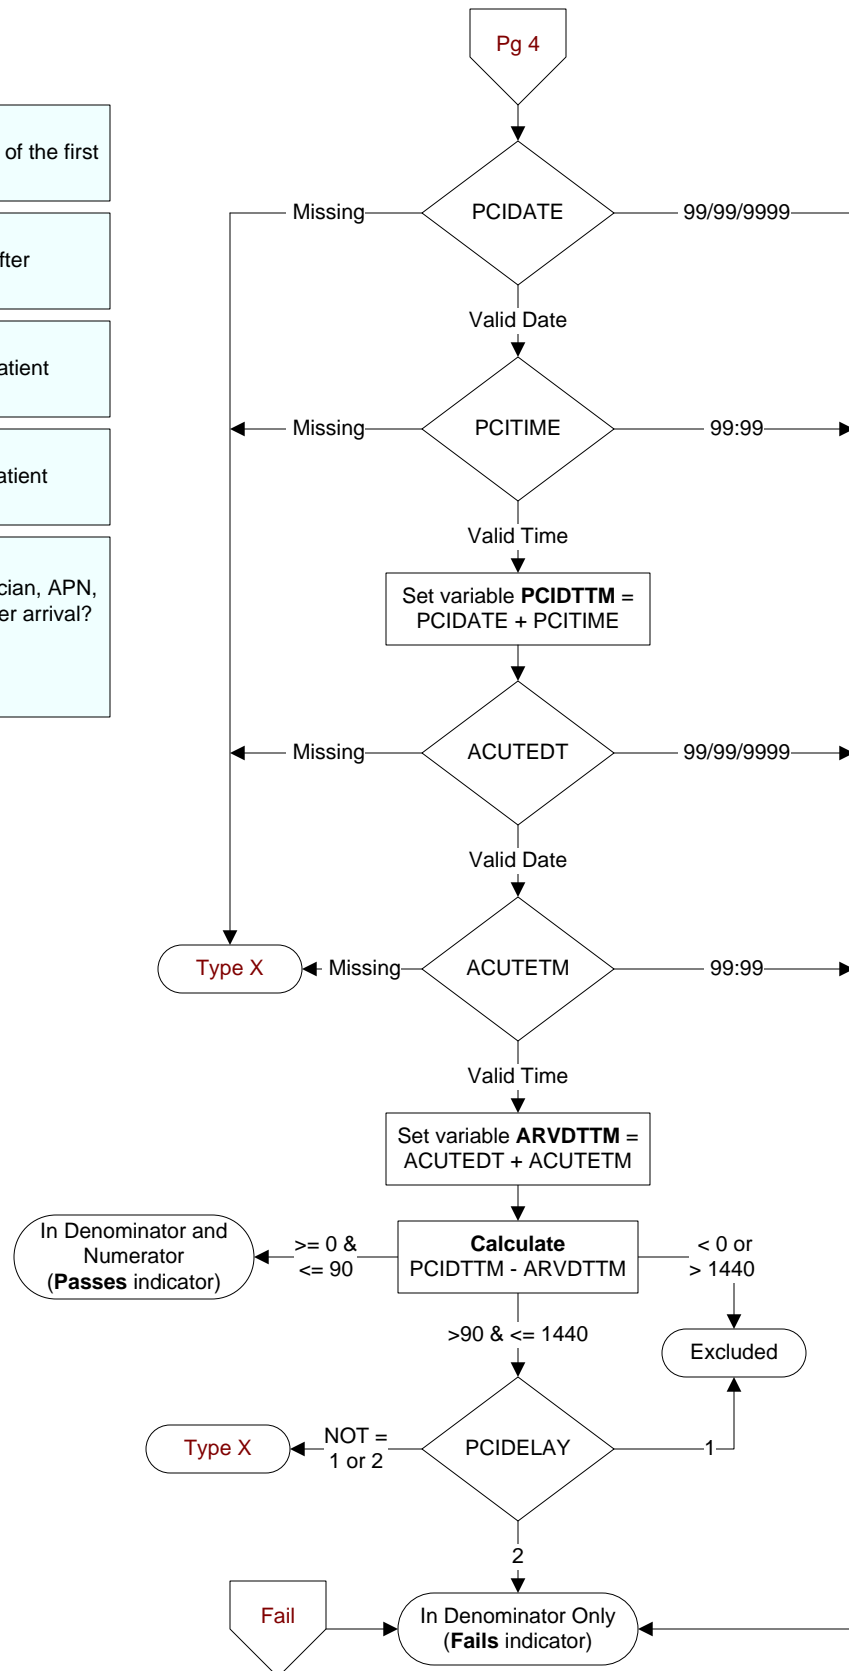 Pg 4
of the first
fter
atient
atient
cian, APN,
er arrival?
Missing
PCIDATE
99/99/9999
Valid Date
Missing
PCITIME
99:99
Valid Time
Set variable PCIDTTM =
PCIDATE + PCITIME
Missing
ACUTEDT
99/99/9999
Valid Date
Type X
Missing
ACUTETM
99:99
Valid Time
Set variable ARVDTTM =
ACUTEDT + ACUTETM
In Denominator and
Numerator
(Passes indicator)
>= 0 &
<= 90
Calculate
PCIDTTM - ARVDTTM
< 0 or
> 1440
>90 & <= 1440
Excluded
Type X
NOT =
1 or 2
PCIDELAY
1
2
Fail
In Denominator Only
(Fails indicator)